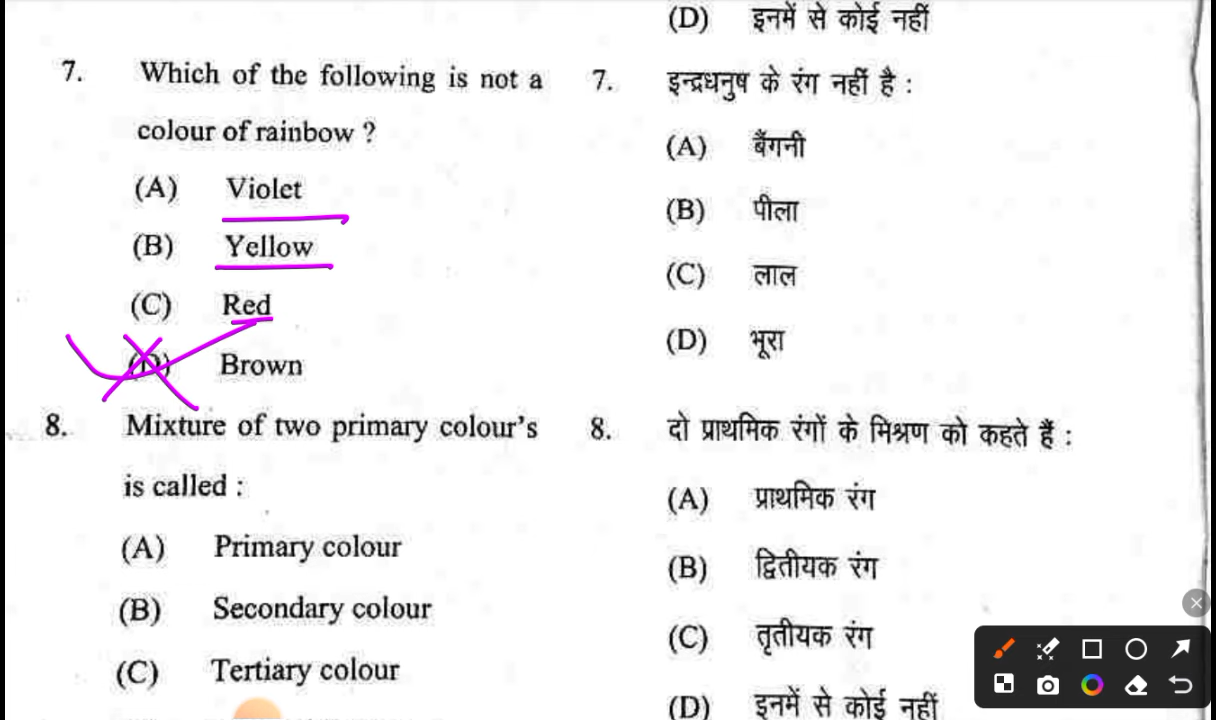 (D) इनमें से कोई नहीं
7. Which of the following is not a
colour of rainbow ?
(A) Violet
(B) Yellow
(C) Red
(D) Brown
8. Mixture of two primary colour's
is called :
(A) Primary colour
(B) Secondary colour
(C) Tertiary colour
7. इन्द्रधनुष के रंग नहीं है :
(A) बैंगनी
(B) पीला
(C) लाल
(D) भूरा
8. दो प्राथमिक रंगों के मिश्रण को कहते हैं :
(A) प्राथमिक रंग
(B) द्वितीयक रंग
(C) तृतीयक रंग
(D) इनमें से कोई नहीं